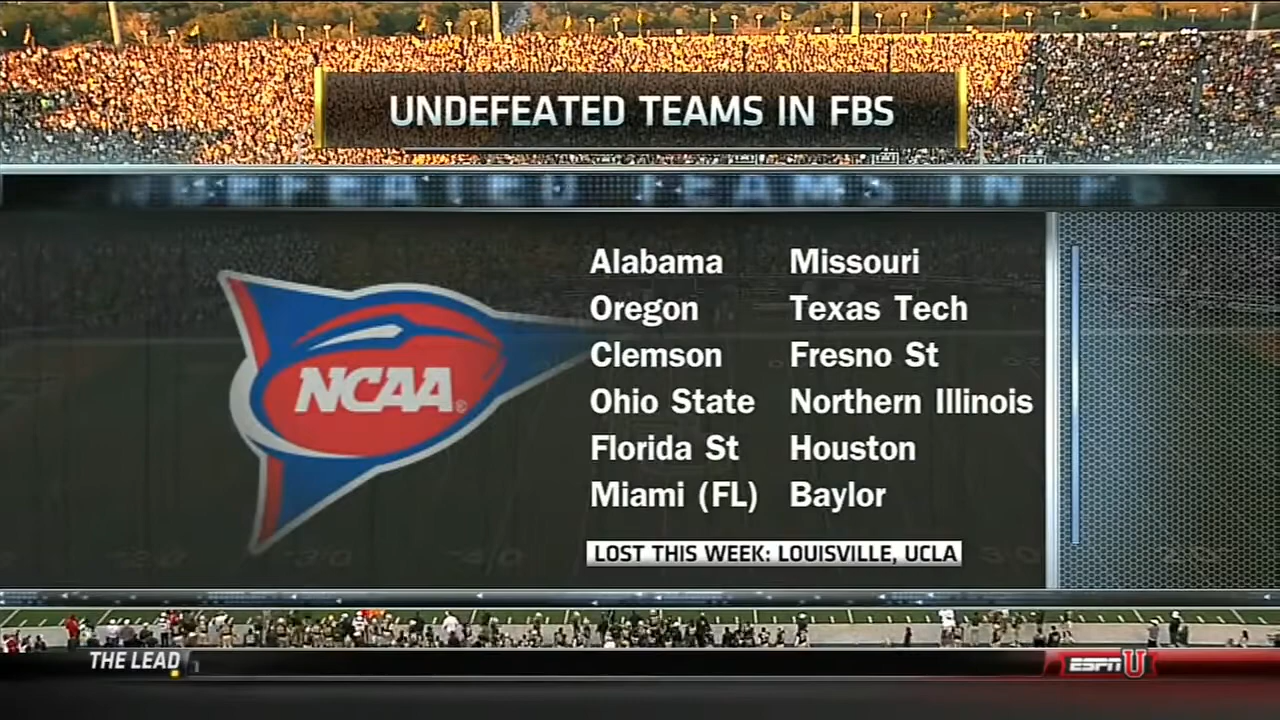 UNDEFEATED TEAMS IN FBS
NCAA®
Alabama
Oregon
Clemson
Ohio State
Florida St
Miami (FL)
Missouri
Texas Tech
Fresno St
Northern Illinois
Houston
Baylor
LOST THIS WEEK: LOUISVILLE, UCLA
THE LEAD
ESPNU